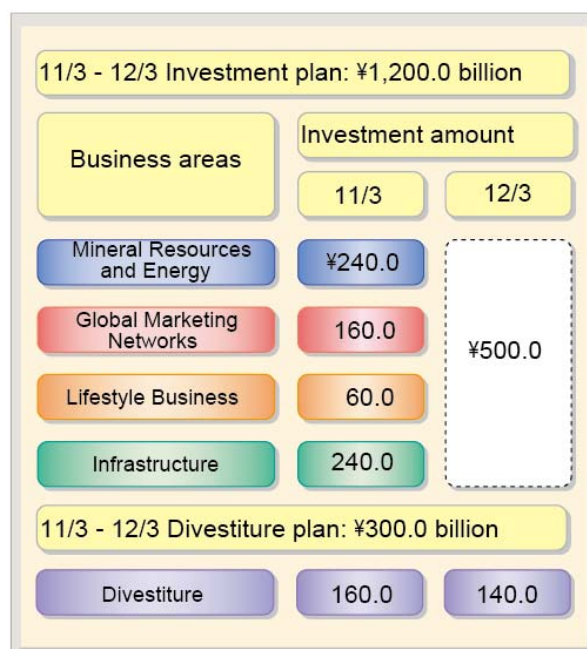 11/3 - 12/3 Investment plan: ¥1,200.0 billion
Business areas
Investment amount
11/3
12/3
Mineral Resources
and Energy
¥240.0
Global Marketing
Networks
160.0
¥500.0
Lifestyle Business
60.0
Infrastructure
240.0
11/3 - 12/3 Divestiture plan: ¥300.0 billion
Divestiture
160.0
140.0